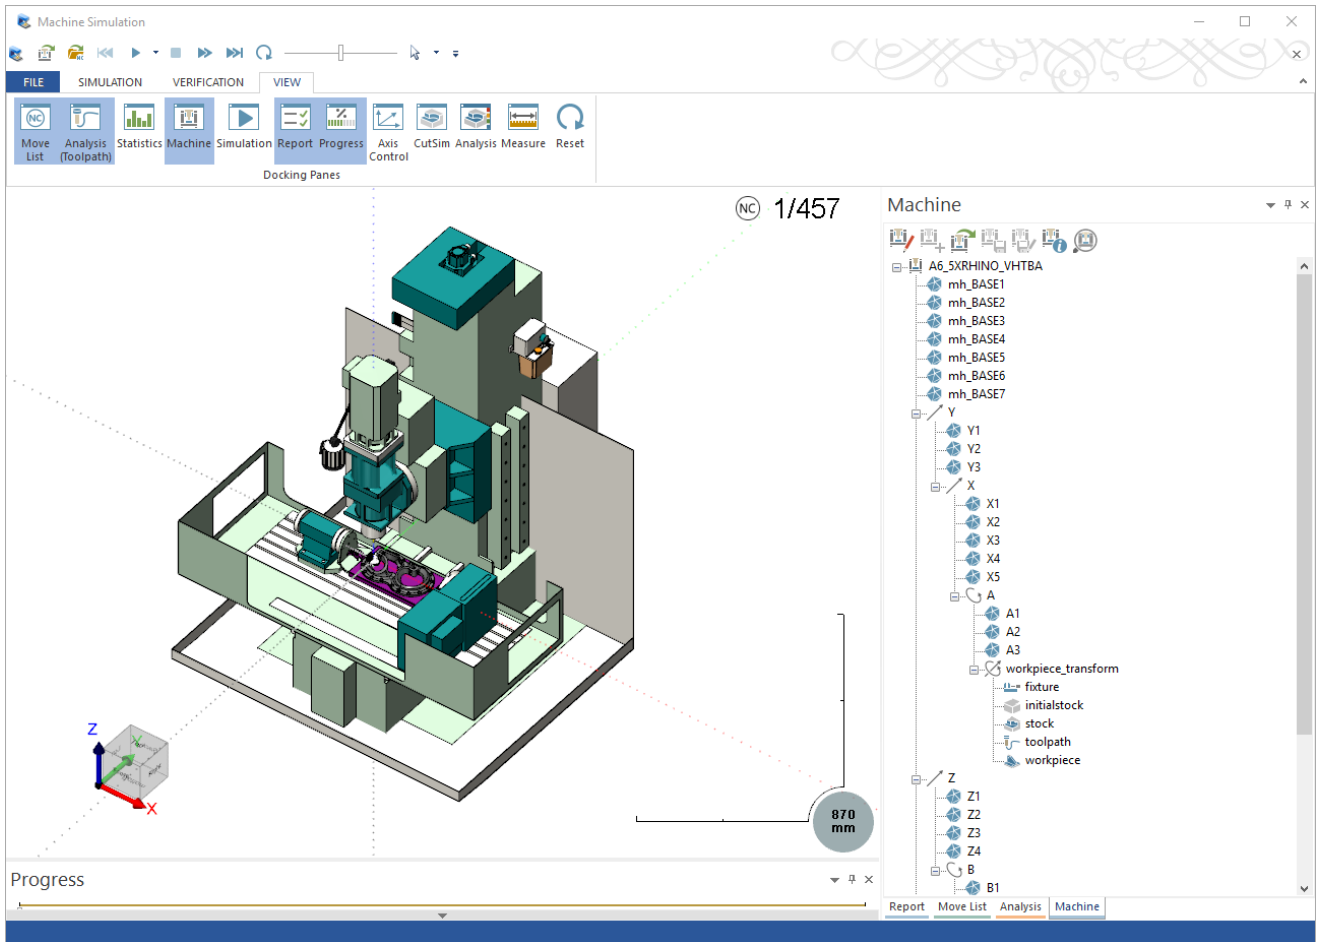 Machine Simulation
FILE SIMULATION VERIFICATION VIEW
Move List
Analysis (Toolpath)
Statistics
Machine
Simulation
Report
Progress
Axis Control
CutSim
Analysis
Measure
Reset
Docking Panes
NC 1/457
Machine
A6_5XRHINO_VHTBA
mh_BASE1
mh_BASE2
mh_BASE3
mh_BASE4
mh_BASE5
mh_BASE6
mh_BASE7
Y
Y1
Y2
Y3
X
X1
X2
X3
X4
X5
A
A1
A2
A3
workpiece_transform
fixture
initialstock
stock
toolpath
workpiece
Z
Z1
Z2
Z3
Z4
B
B1
Z
Y
X
870
mm
Progress
Report Move List Analysis Machine